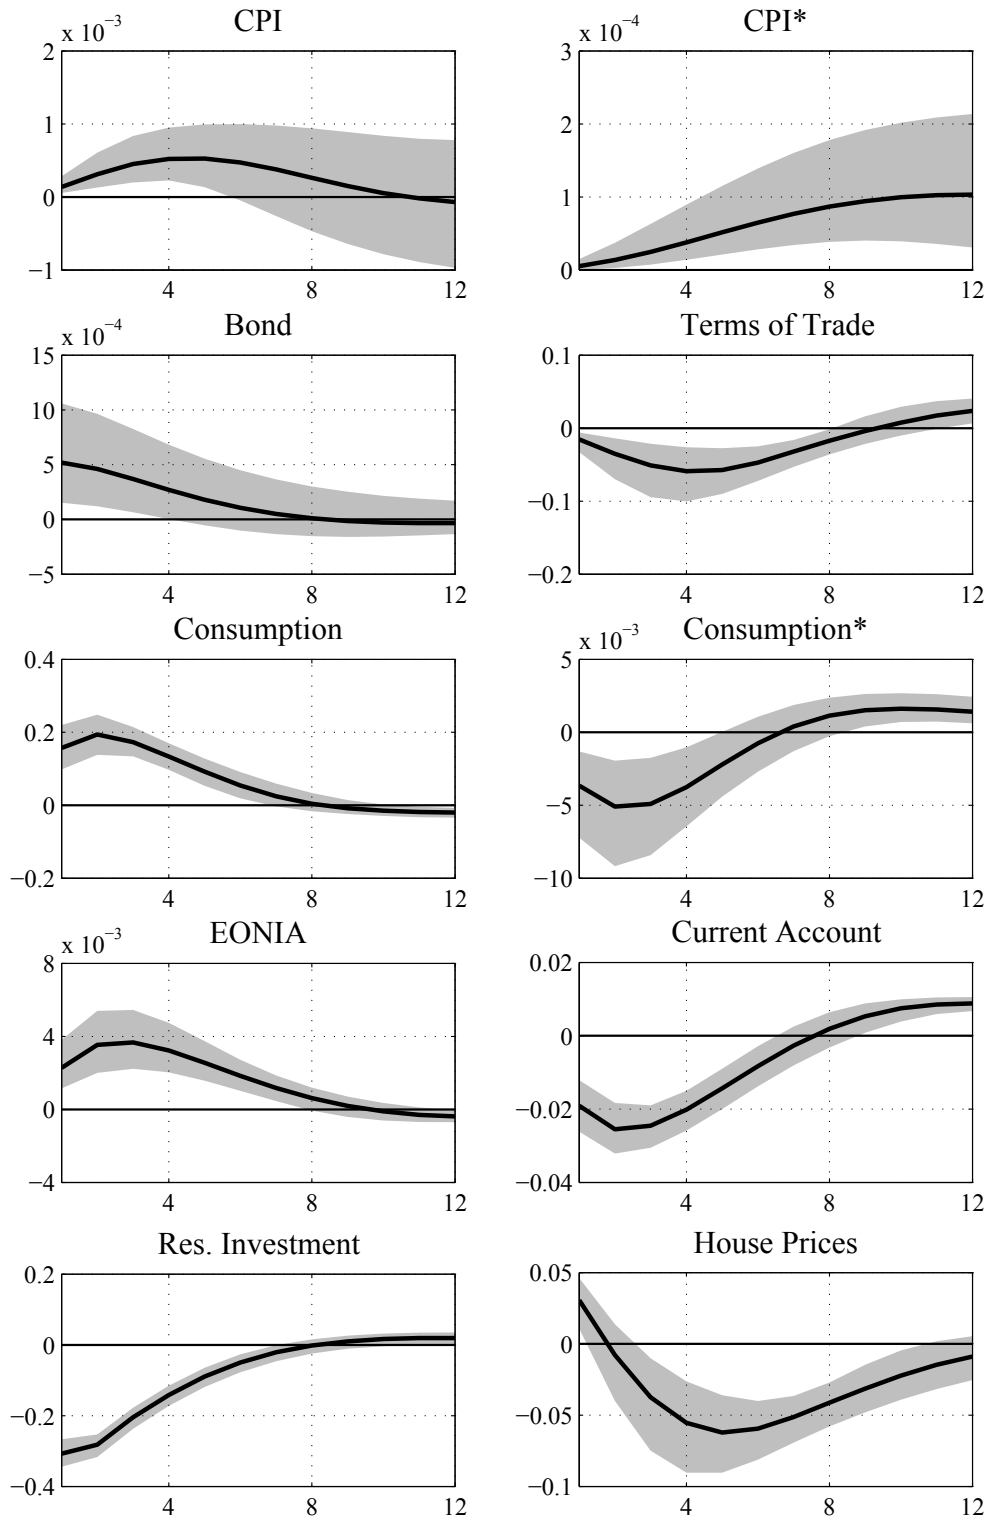 CPI
x 10⁻³
2
1
0
−1
4 8 12
CPI*
x 10⁻⁴
3
2
1
0
4 8 12
Bond
x 10⁻⁴
15
10
5
0
−5
4 8 12
Terms of Trade
0.1
0
−0.1
−0.2
4 8 12
Consumption
0.4
0.2
0
−0.2
4 8 12
Consumption*
x 10⁻³
5
0
−5
−10
4 8 12
EONIA
x 10⁻³
8
4
0
−4
4 8 12
Current Account
0.02
0
−0.02
−0.04
4 8 12
Res. Investment
0.2
0
−0.2
−0.4
4 8 12
House Prices
0.05
0
−0.05
−0.1
4 8 12